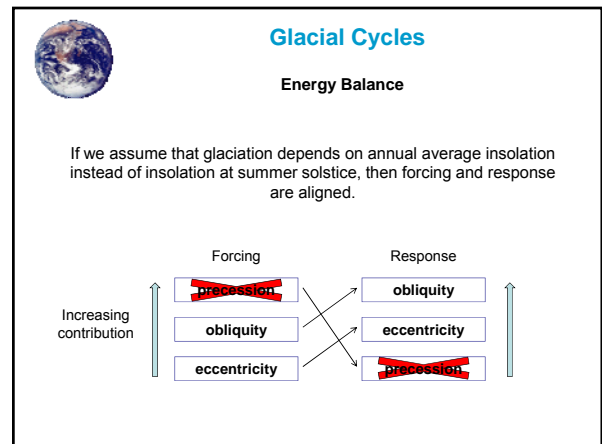 Glacial Cycles
Energy Balance
If we assume that glaciation depends on annual average insolation
instead of insolation at summer solstice, then forcing and response
are aligned.
Forcing
Response
precession
obliquity
Increasing
contribution
obliquity
eccentricity
eccentricity
precession